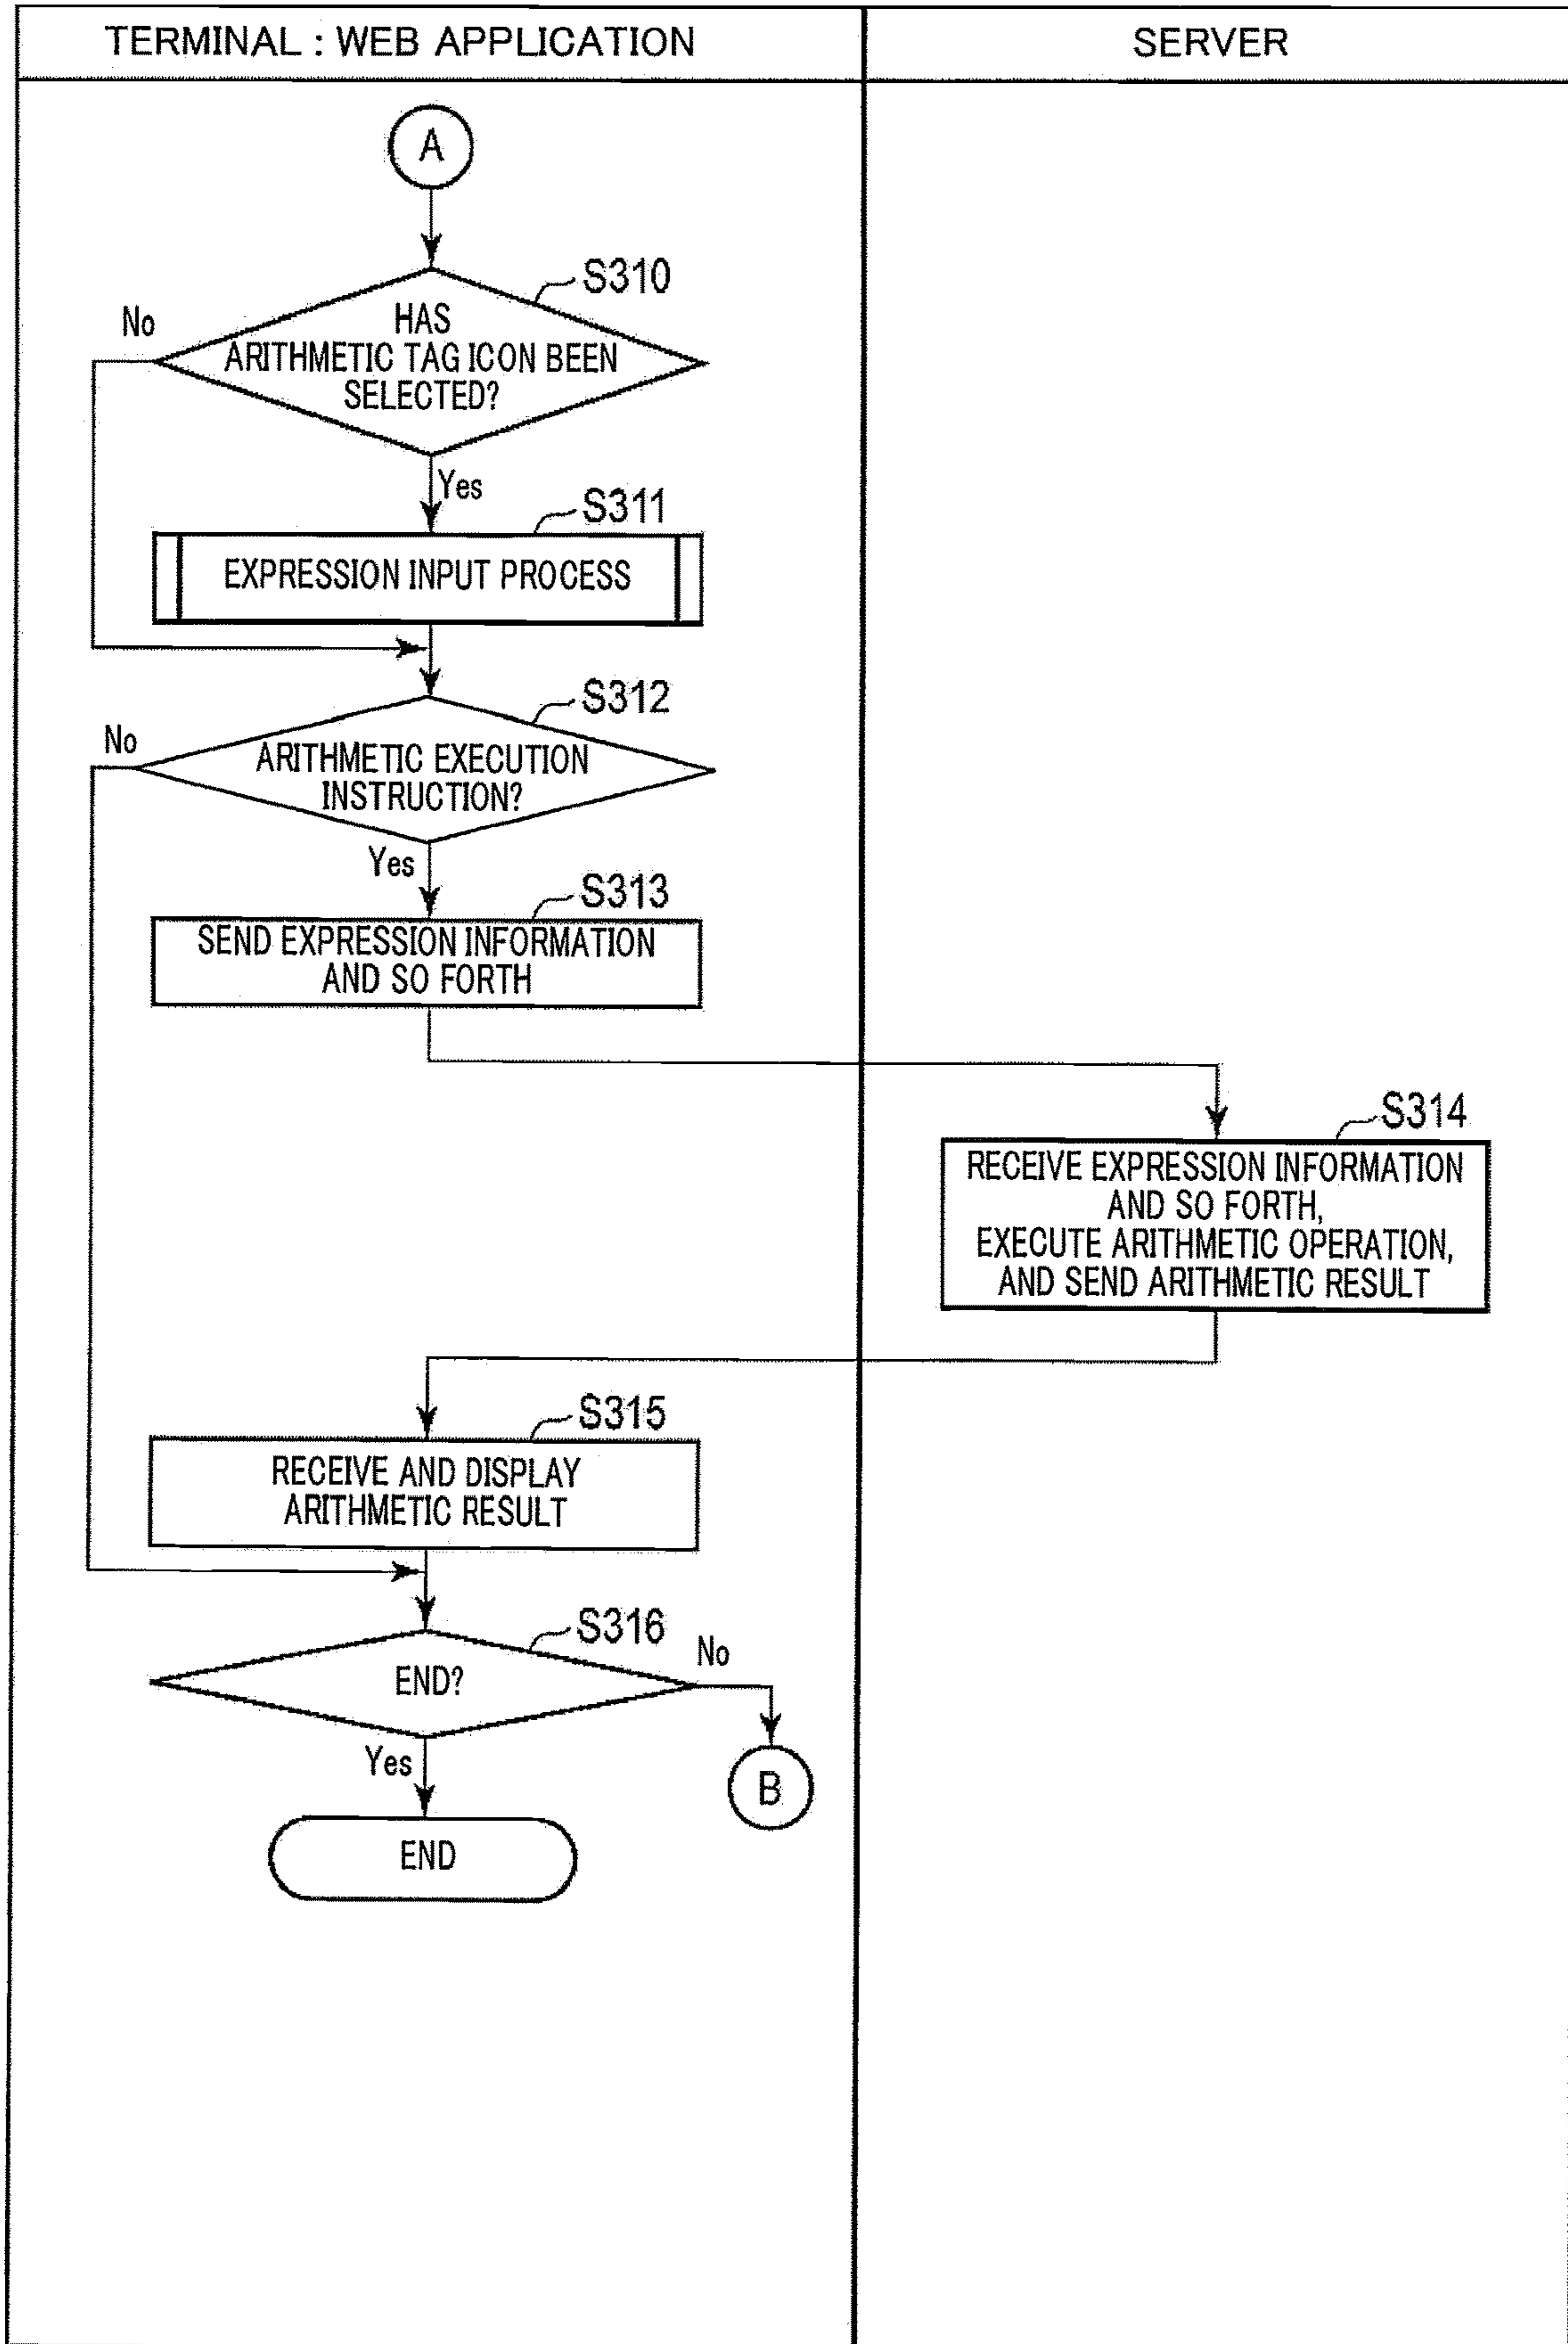 TERMINAL : WEB APPLICATION
SERVER
A
S310
No
HAS
ARITHMETIC TAG ICON BEEN
SELECTED?
Yes
S311
EXPRESSION INPUT PROCESS
S312
No
ARITHMETIC EXECUTION
INSTRUCTION?
Yes
S313
SEND EXPRESSION INFORMATION
AND SO FORTH
S314
RECEIVE EXPRESSION INFORMATION
AND SO FORTH,
EXECUTE ARITHMETIC OPERATION,
AND SEND ARITHMETIC RESULT
S315
RECEIVE AND DISPLAY
ARITHMETIC RESULT
S316
END?
No
Yes
B
END